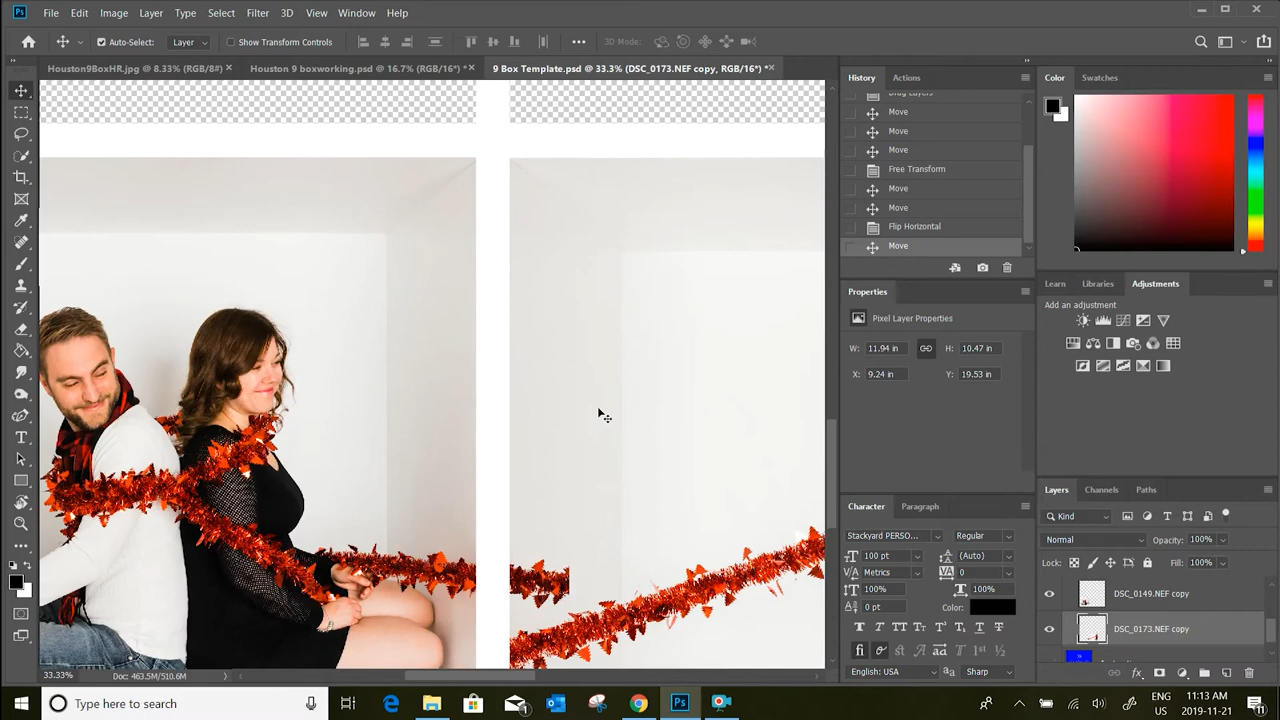 Ps File Edit Image Layer Type Select Filter 3D View Window Help
Auto-Select: Layer Show Transform Controls 3D Mode:
Houston9BoxHR.jpg @ 8.33% (RGB/8#) × Houston 9 boxworking.psd @ 16.7% (RGB/16*) * × 9 Box Template.psd @ 33.3% (DSC_0173.NEF copy, RGB/16*) * ×
History Actions
Move
Move
Move
Free Transform
Move
Move
Flip Horizontal
Move
Properties
Pixel Layer Properties
W: 11.94 in H: 10.47 in
X: 9.24 in Y: 19.53 in
Character Paragraph
Stackyard PERSO... Regular
100 pt (Auto)
Metrics 0
100% 100%
0 pt Color:
English: USA aa Sharp
Color Swatches
Learn Libraries Adjustments
Add an adjustment
Layers Channels Paths
Kind
Normal Opacity: 100%
Lock: Fill: 100%
DSC_0149.NEF copy
DSC_0173.NEF copy
33.33% Doc: 463.5M/510.6M
Type here to search
Ps
ENG 11:13 AM
US 2019-11-21